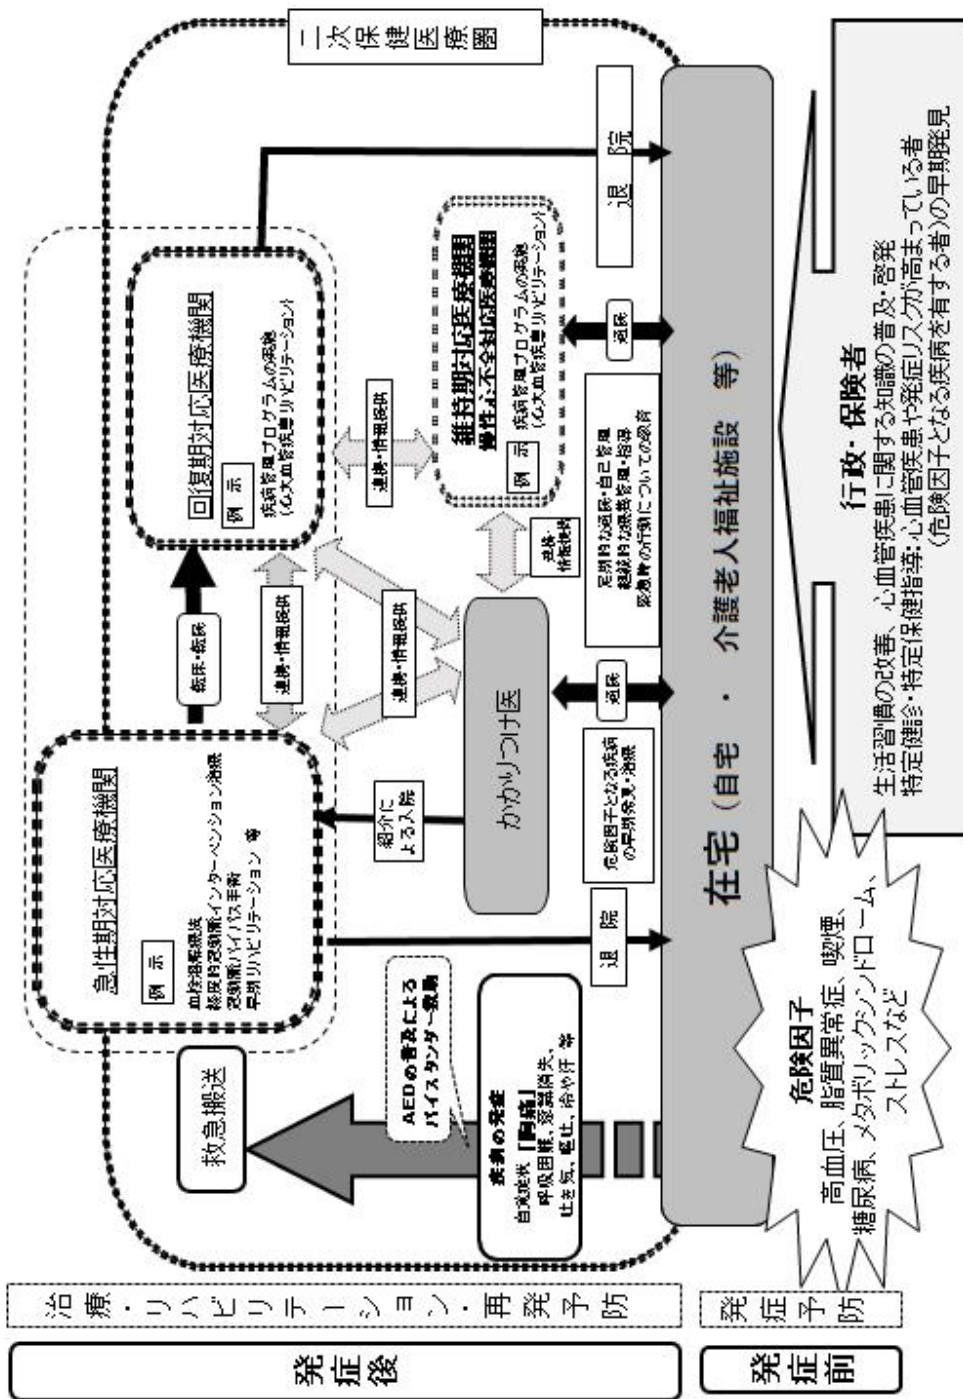 発症後
治療・リハビリテーション・再発予防
二次保健医療圏
救急搬送
急性期対応医療機関
例 示
血栓溶解療法
経皮的冠動脈インターベンション治療
冠動脈バイパス手術
早期リハビリテーション 等
転床・転院
回復期対応医療機関
例 示
疾病管理プログラムの実施
(心大血管疾患リハビリテーション)
連携・情報提供
連携・情報提供
連携・情報提供
維持期対応医療機関
慢性心不全対応医療機関
例 示
疾病管理プログラムの実施
(心大血管疾患リハビリテーション)
連携・
情報提供
紹介に
よる入院
かかりつけ医
AEDの普及による
バイスタンダー救助
疾病の発症
自覚症状「胸痛」
呼吸困難、意識消失、
吐き気、嘔吐、冷や汗 等
退 院
危険因子となる疾病
の早期発見・治療
通院
定期的な通院・自己管理
継続的な療養管理・指導
緊急時の行動についての教育
通院
退 院
在宅(自宅 ・ 介護老人福祉施設 等)
発症前
発症予防
危険因子
高血圧、脂質異常症、喫煙、
糖尿病、メタボリックシンドローム、
ストレスなど
行政・保険者
生活習慣の改善、心血管疾患に関する知識の普及・啓発
特定健診・特定保健指導:心血管疾患や発症リスクが高まっている者
(危険因子となる疾病を有する者)の早期発見